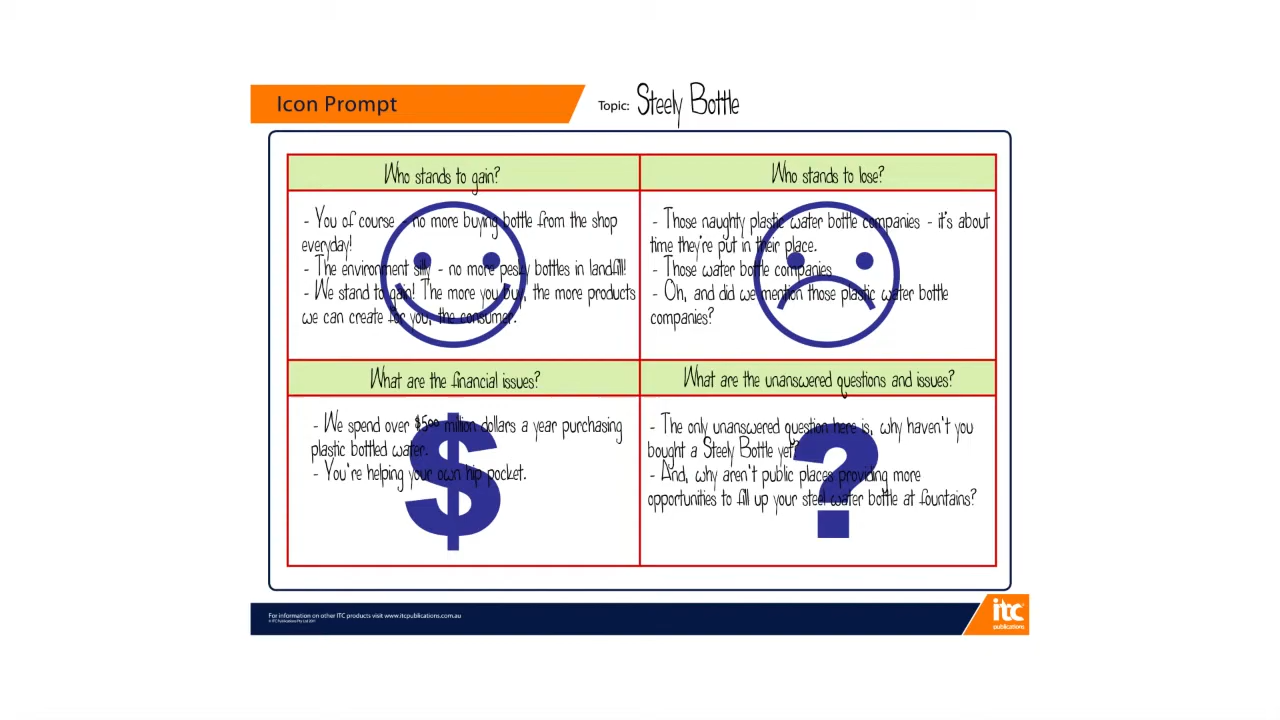 Icon Prompt
Topic: Steely Bottle
Who stands to gain?
- You of course - no more buying bottle from the shop
everyday!
- The environment silly - no more pesky bottles in landfill!
- We stand to gain! The more you buy, the more products
we can create for you, the consumer.
Who stands to lose?
- Those naughty plastic water bottle companies - it's about
time they're put in their place.
- Those water bottle companies
- Oh, and did we mention those plastic water bottle
companies?
What are the financial issues?
- We spend over $500 million dollars a year purchasing
plastic bottled water.
- You're helping your own hip pocket.
$
What are the unanswered questions and issues?
- The only unanswered question here is, why haven't you
bought a Steely Bottle yet?
- And, why aren't public places providing more
opportunities to fill up your steel water bottle at fountains?
?
For information on other ITC products visit www.itcpublications.com.au
© ITC Publications Pty Ltd 2011
itc
publications